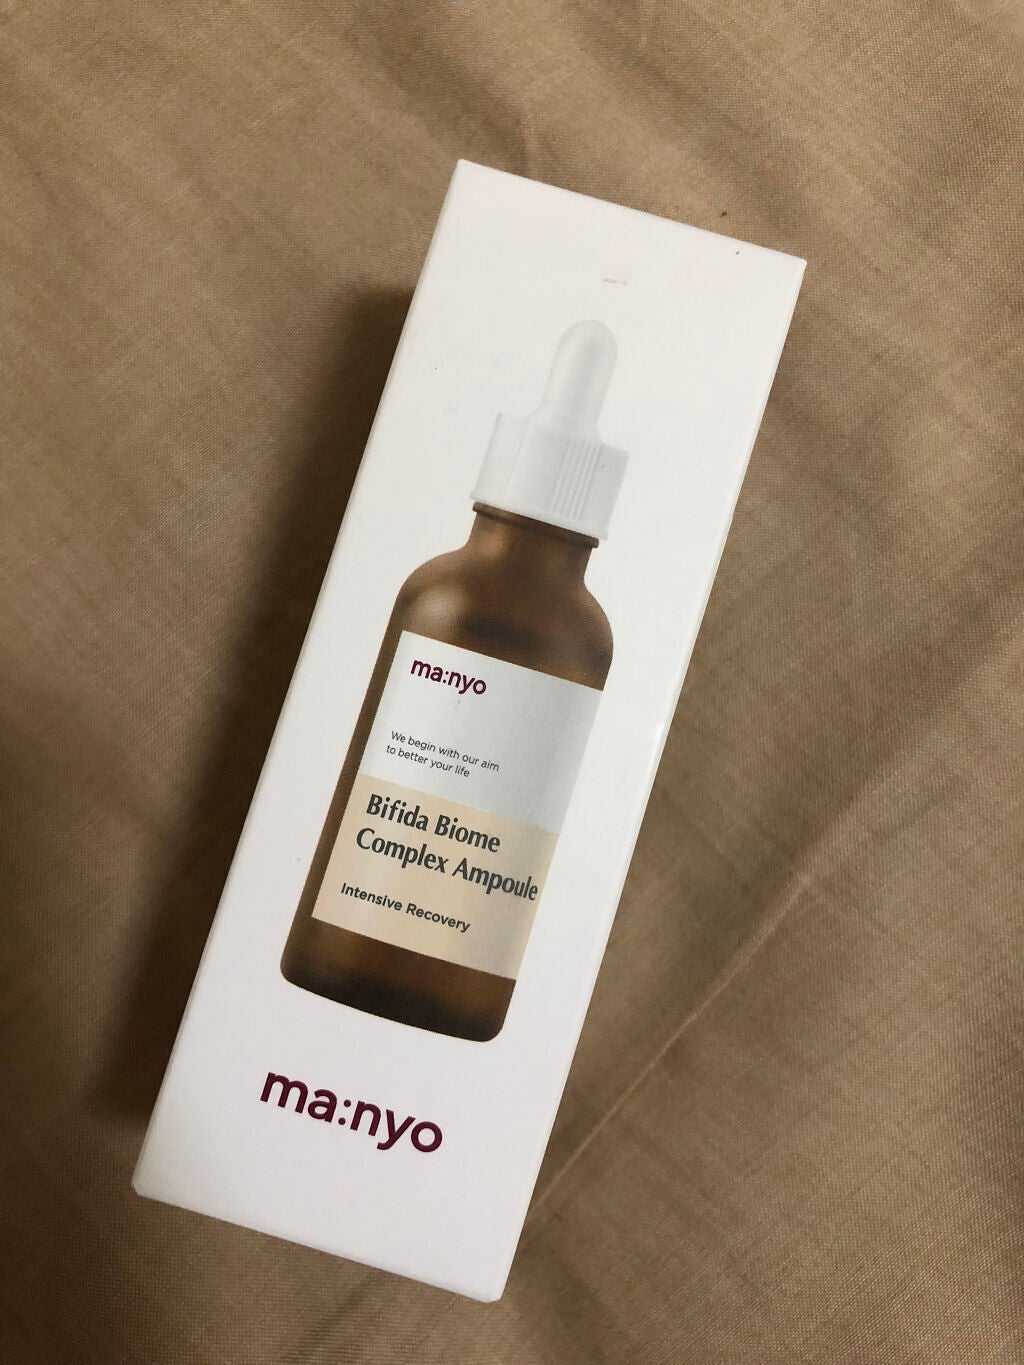 ma:nyo
We begin with our aim
to better your life
Bifida Biome
Complex Ampoule
Intensive Recovery
ma:nyo